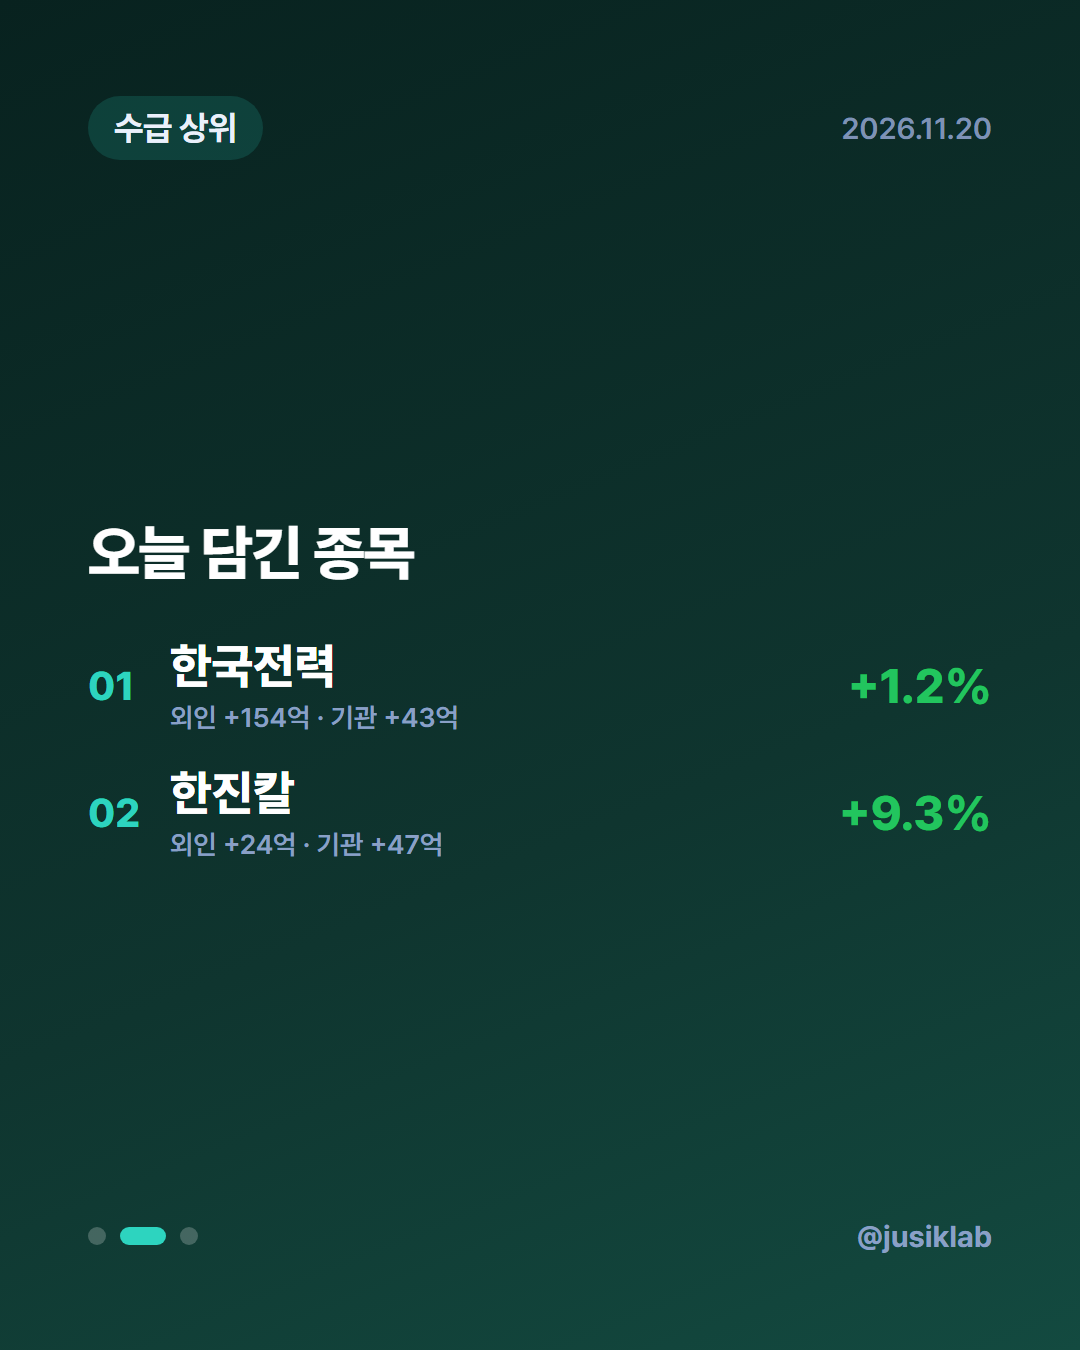 수급 상위
2026.11.20
오늘 담긴 종목
01
한국전력
외인 +154억 · 기관 +43억
+1.2%
02
한진칼
외인 +24억 · 기관 +47억
+9.3%
@jusiklab